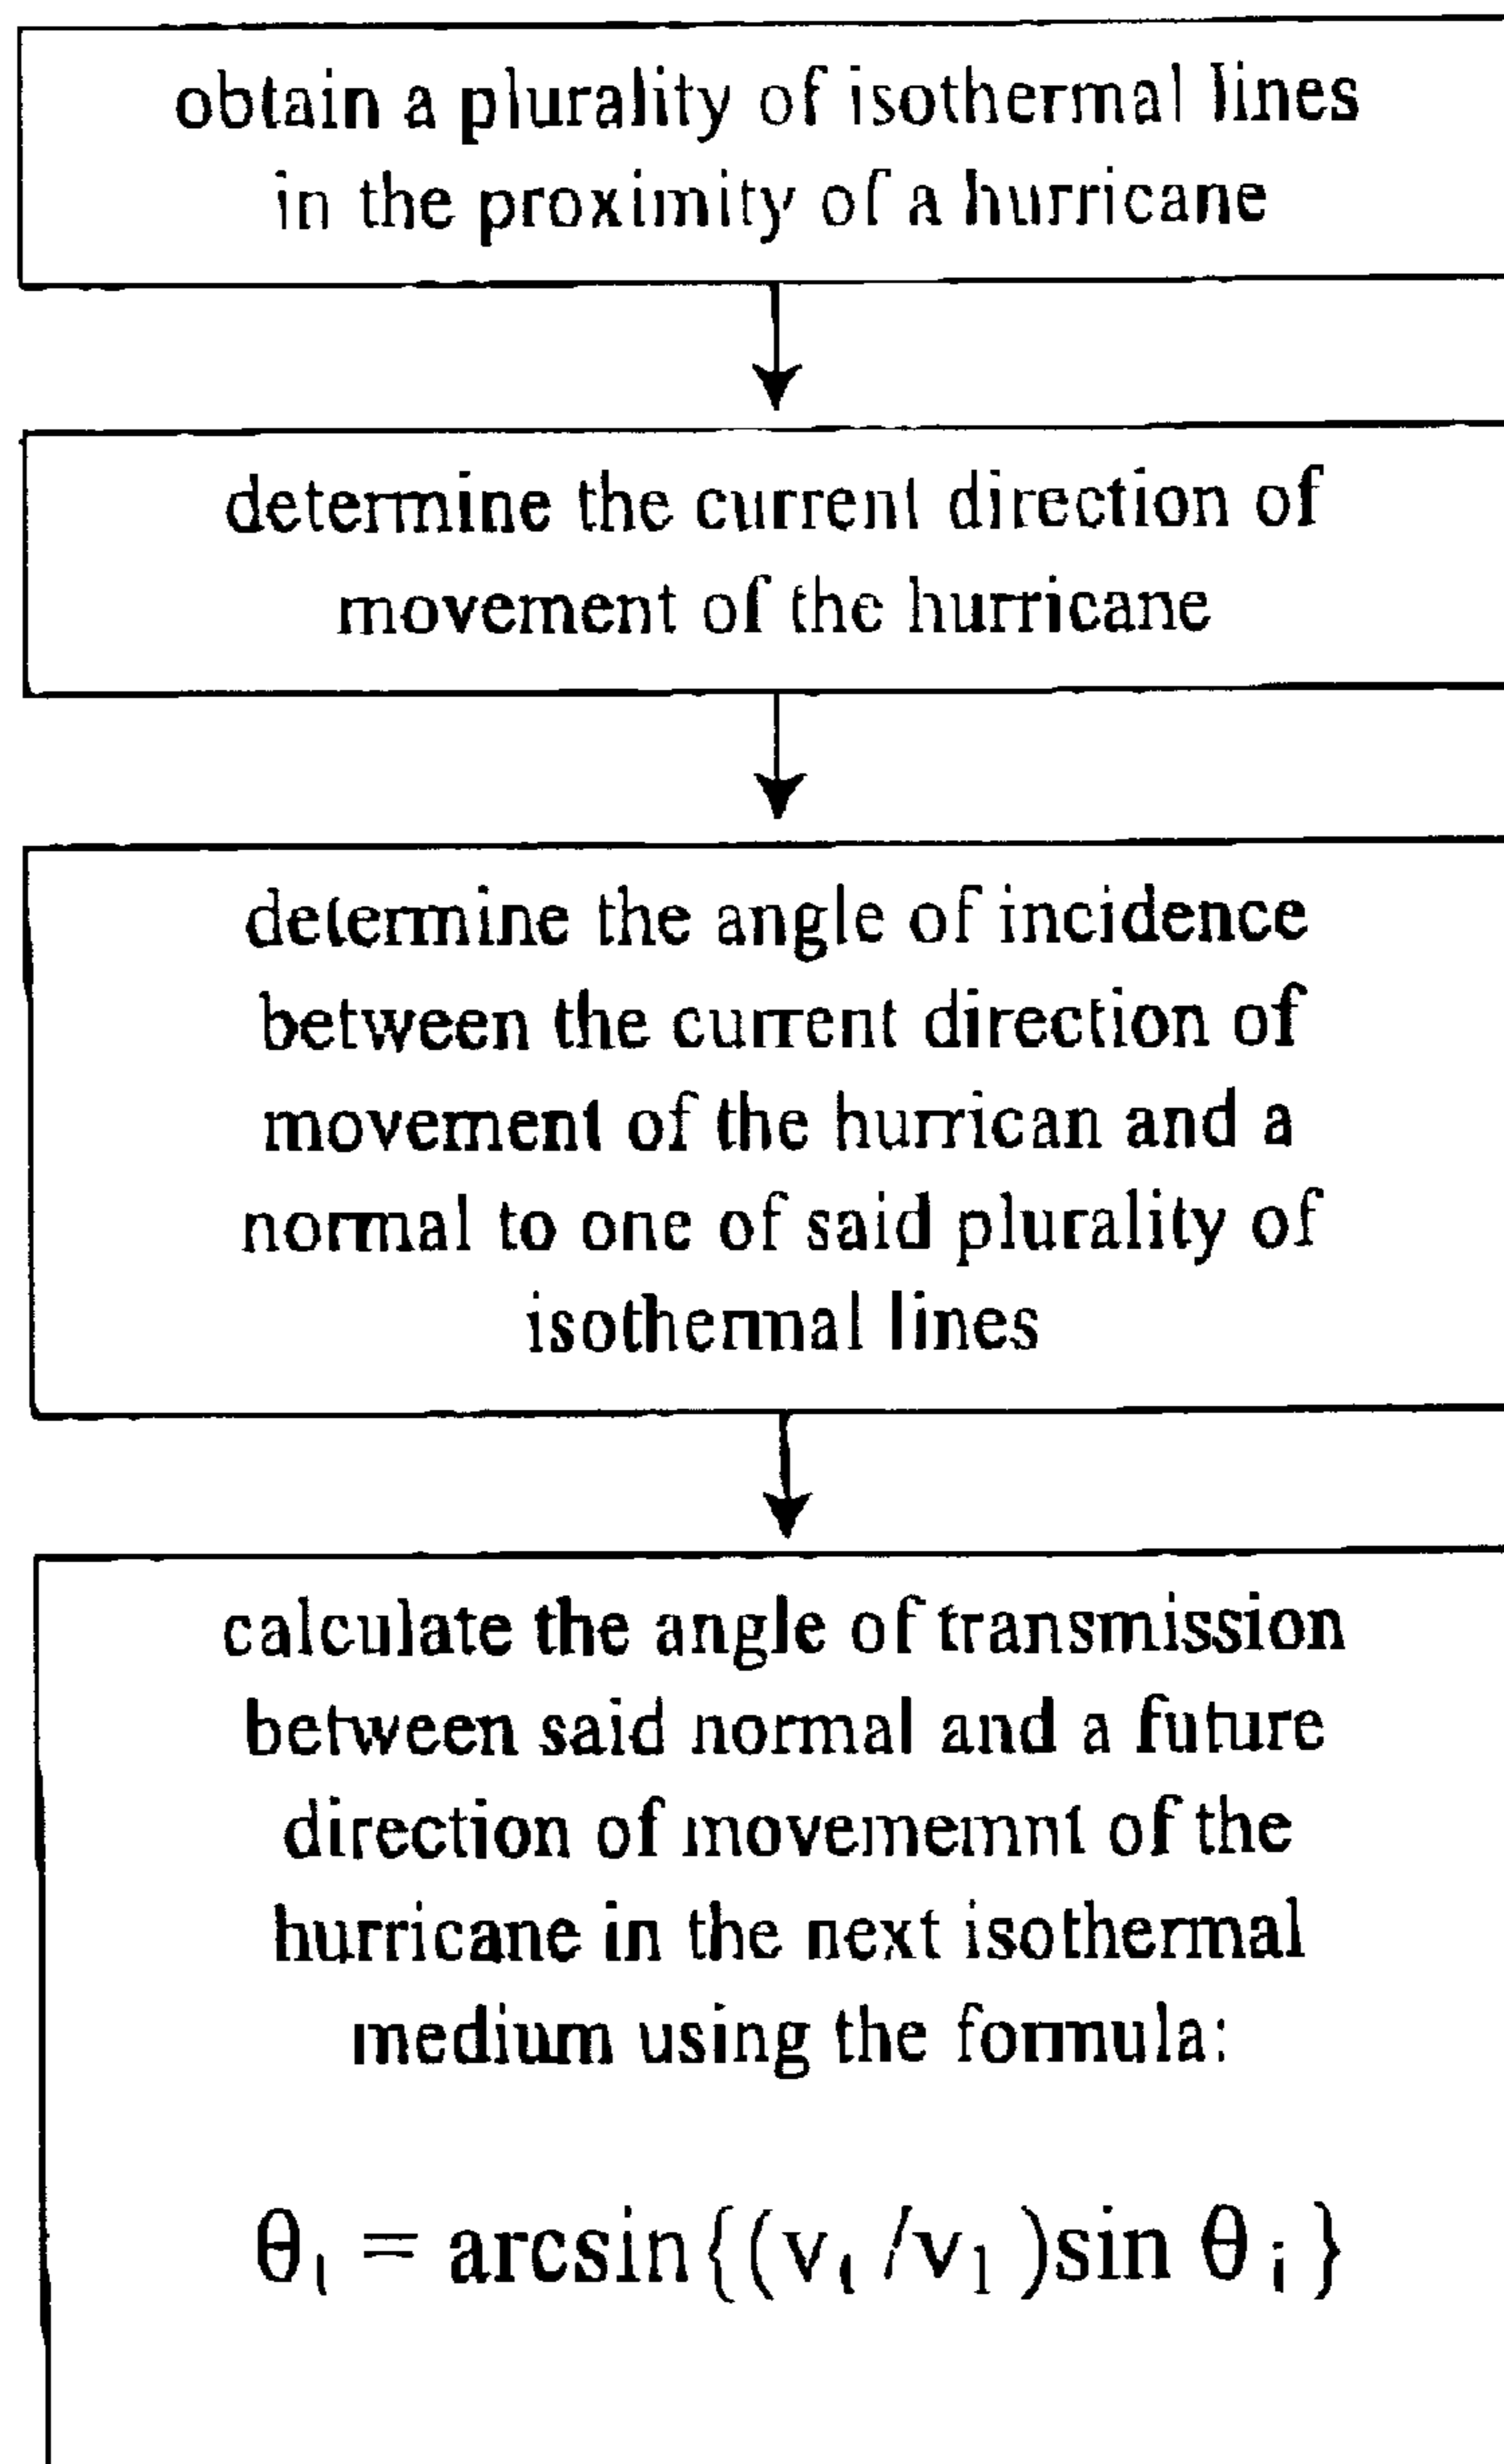 obtain a plurality of isothermal lines
in the proximity of a hurricane
determine the current direction of
movement of the hurricane
determine the angle of incidence
between the current direction of
movement of the hurrican and a
normal to one of said plurality of
isothermal lines
calculate the angle of transmission
between said normal and a future
direction of movememnt of the
hurricane in the next isothermal
medium using the formula:
θₜ = arcsin{(vₜ /v₁ )sin θ ᵢ }